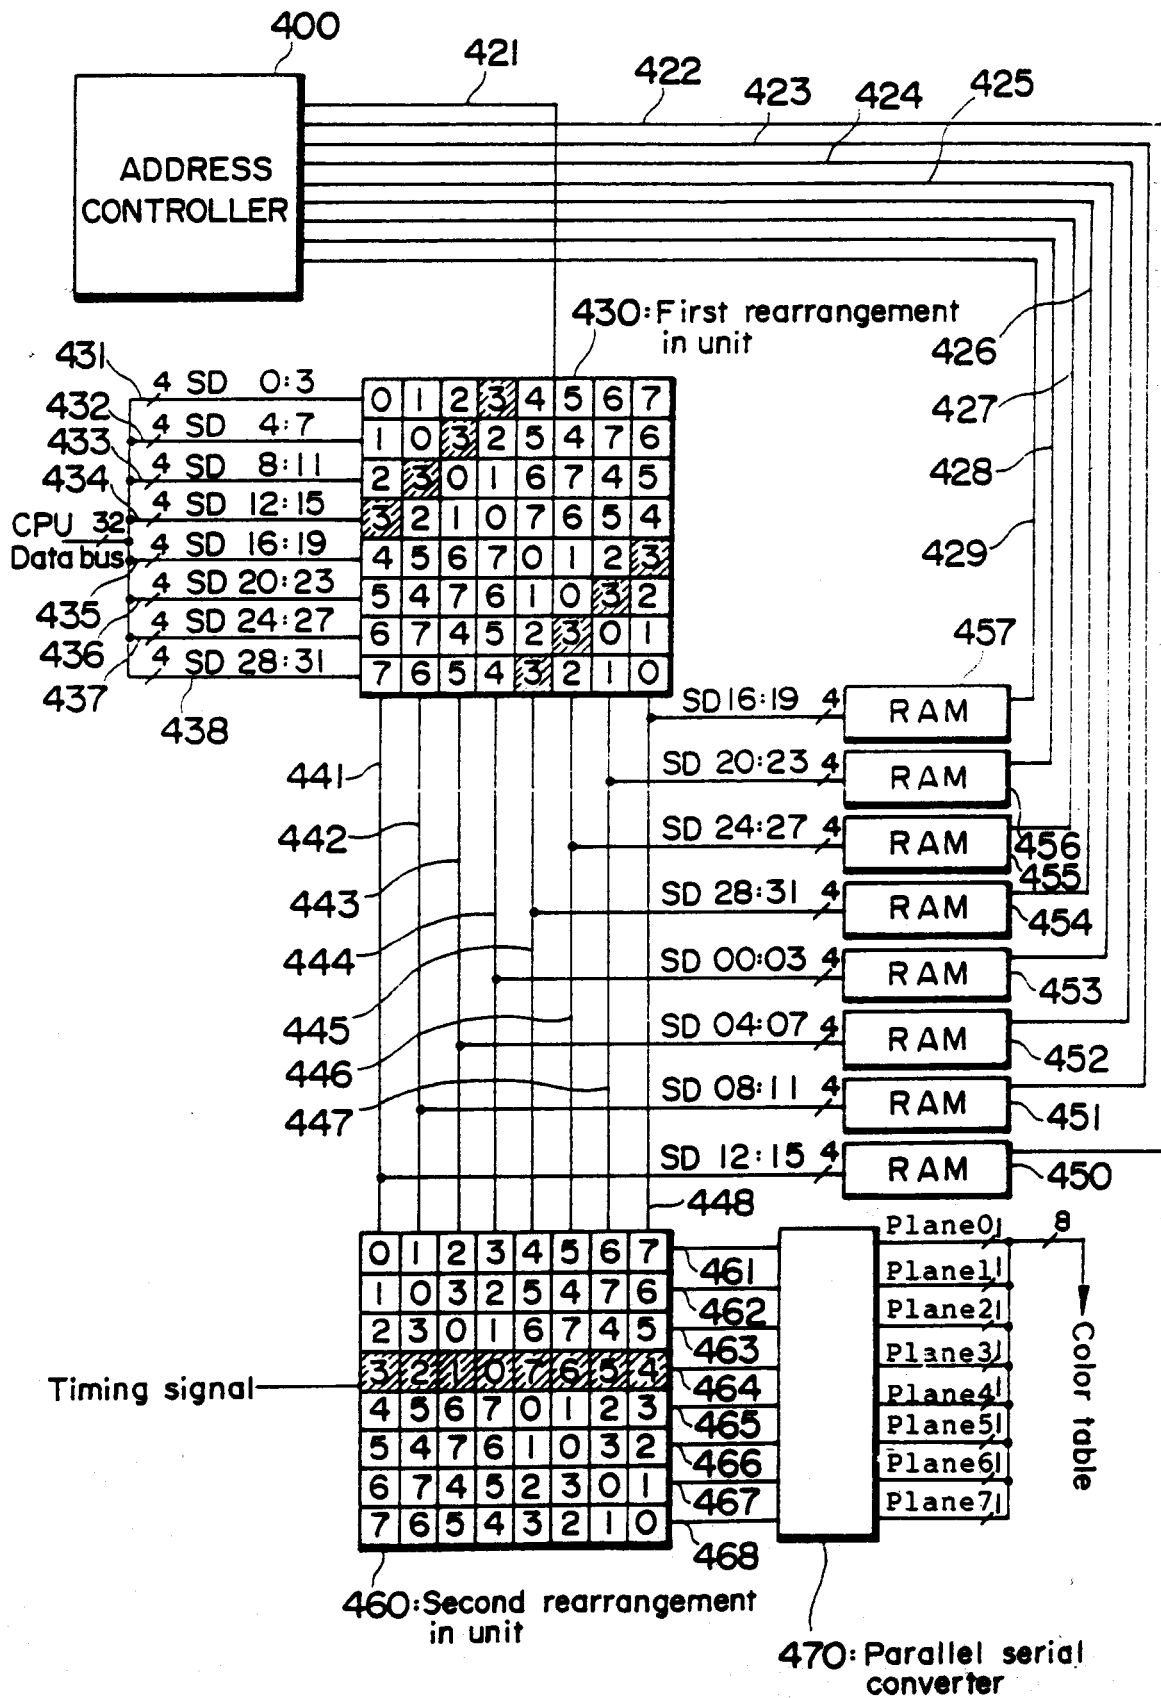 400
421
422
423
424
425
ADDRESS
CONTROLLER
430: First rearrangement
in unit
426
427
428
429
431
432
433
434
CPU 32
Data bus
435
436
437
438
4 SD 0:3
4 SD 4:7
4 SD 8:11
4 SD 12:15
4 SD 16:19
4 SD 20:23
4 SD 24:27
4 SD 28:31
0 1 2 3 4 5 6 7
1 0 3 2 5 4 7 6
2 3 0 1 6 7 4 5
3 2 1 0 7 6 5 4
4 5 6 7 0 1 2 3
5 4 7 6 1 0 3 2
6 7 4 5 2 3 0 1
7 6 5 4 3 2 1 0
441
442
443
444
445
446
447
448
SD 16:19 4 RAM 457
SD 20:23 4 RAM 456
SD 24:27 4 RAM 455
SD 28:31 4 RAM 454
SD 00:03 4 RAM 453
SD 04:07 4 RAM 452
SD 08:11 4 RAM 451
SD 12:15 4 RAM 450
Timing signal
0 1 2 3 4 5 6 7
1 0 3 2 5 4 7 6
2 3 0 1 6 7 4 5
3 2 1 0 7 6 5 4
4 5 6 7 0 1 2 3
5 4 7 6 1 0 3 2
6 7 4 5 2 3 0 1
7 6 5 4 3 2 1 0
461
462
463
464
465
466
467
468
Plane0 1
Plane1 1
Plane2 1
Plane3 1
Plane4 1
Plane5 1
Plane6 1
Plane7 1
8
Color table
460: Second rearrangement
in unit
470: Parallel serial
converter